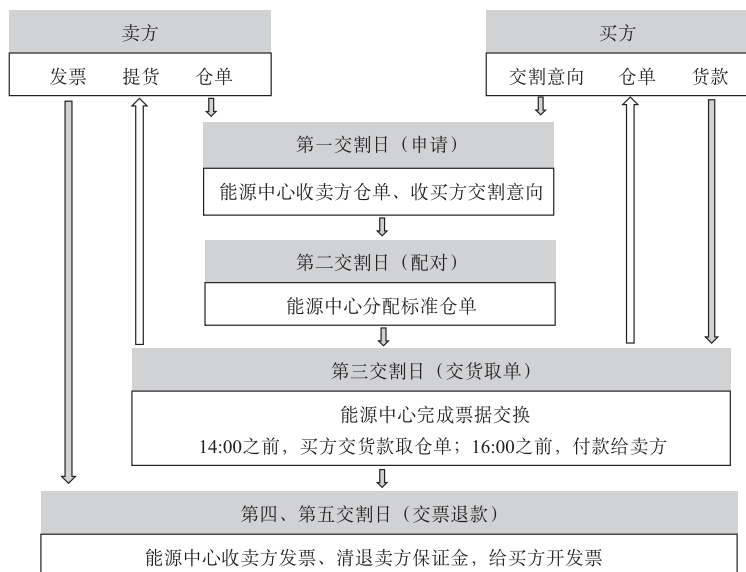 卖方
买方
发票 提货 仓单
交割意向 仓单 货款
第一交割日（申请）
能源中心收卖方仓单、收买方交割意向
第二交割日（配对）
能源中心分配标准仓单
第三交割日（交货取单）
能源中心完成票据交换
14:00之前，买方交货款取仓单；16:00之前，付款给卖方
第四、第五交割日（交票退款）
能源中心收卖方发票、清退卖方保证金，给买方开发票